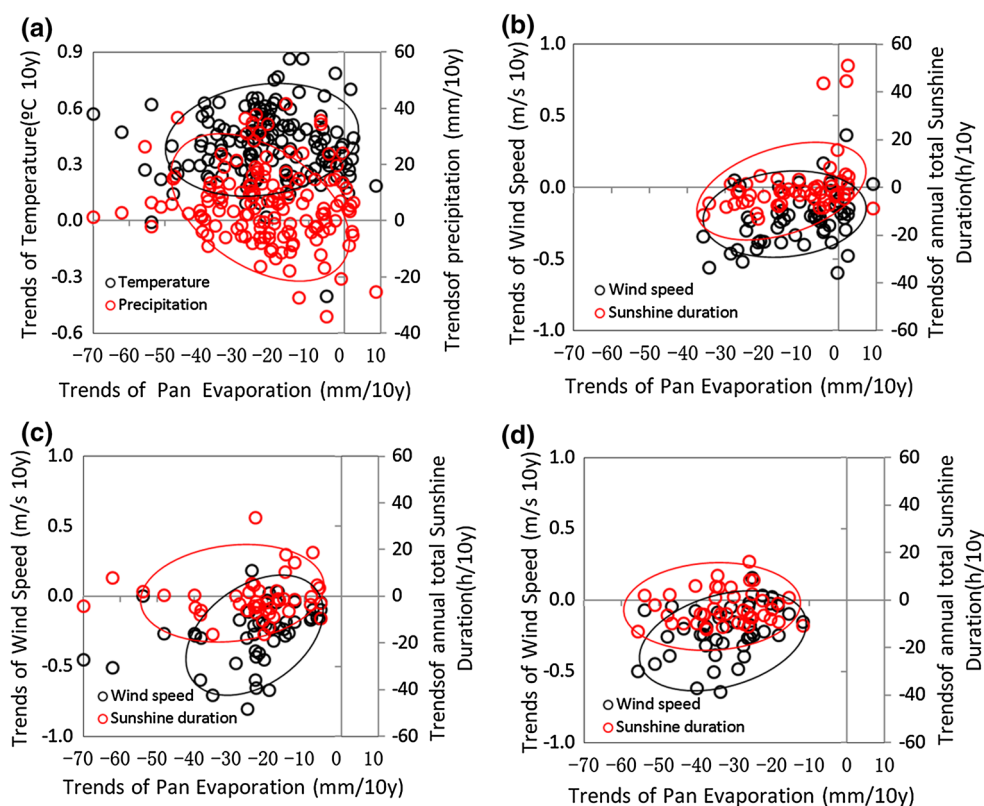 (a)
Trends of Temperature(ºC 10y)
0.9
0.6
0.3
0.0
-0.3
-0.6
60
40
20
0
-20
-40
Trendsof precipitation (mm/10y)
Temperature
Precipitation
-70 -60 -50 -40 -30 -20 -10 0 10
Trends of Pan Evaporation (mm/10y)
(b)
Trends of Wind Speed (m/s 10y)
1.0
0.5
0.0
-0.5
-1.0
60
40
20
0
-20
-40
-60
Trends of annual total Sunshine
Duration(h/10y)
Wind speed
Sunshine duration
-70 -60 -50 -40 -30 -20 -10 0 10
Trends of Pan Evaporation (mm/10y)
(c)
Trends of Wind Speed (m/s 10y)
1.0
0.5
0.0
-0.5
-1.0
60
40
20
0
-20
-40
-60
Trendsof annual total Sunshine
Duration(h/10y)
Wind speed
Sunshine duration
-70 -60 -50 -40 -30 -20 -10 0 10
Trends of Pan Evaporation (mm/10y)
(d)
Trends of Wind Speed (m/s 10y)
1.0
0.5
0.0
-0.5
-1.0
60
40
20
0
-20
-40
-60
Trendsof annual total Sunshine
Duration(h/10y)
Wind speed
Sunshine duration
-70 -60 -50 -40 -30 -20 -10 0 10
Trends of Pan Evaporation (mm/10y)